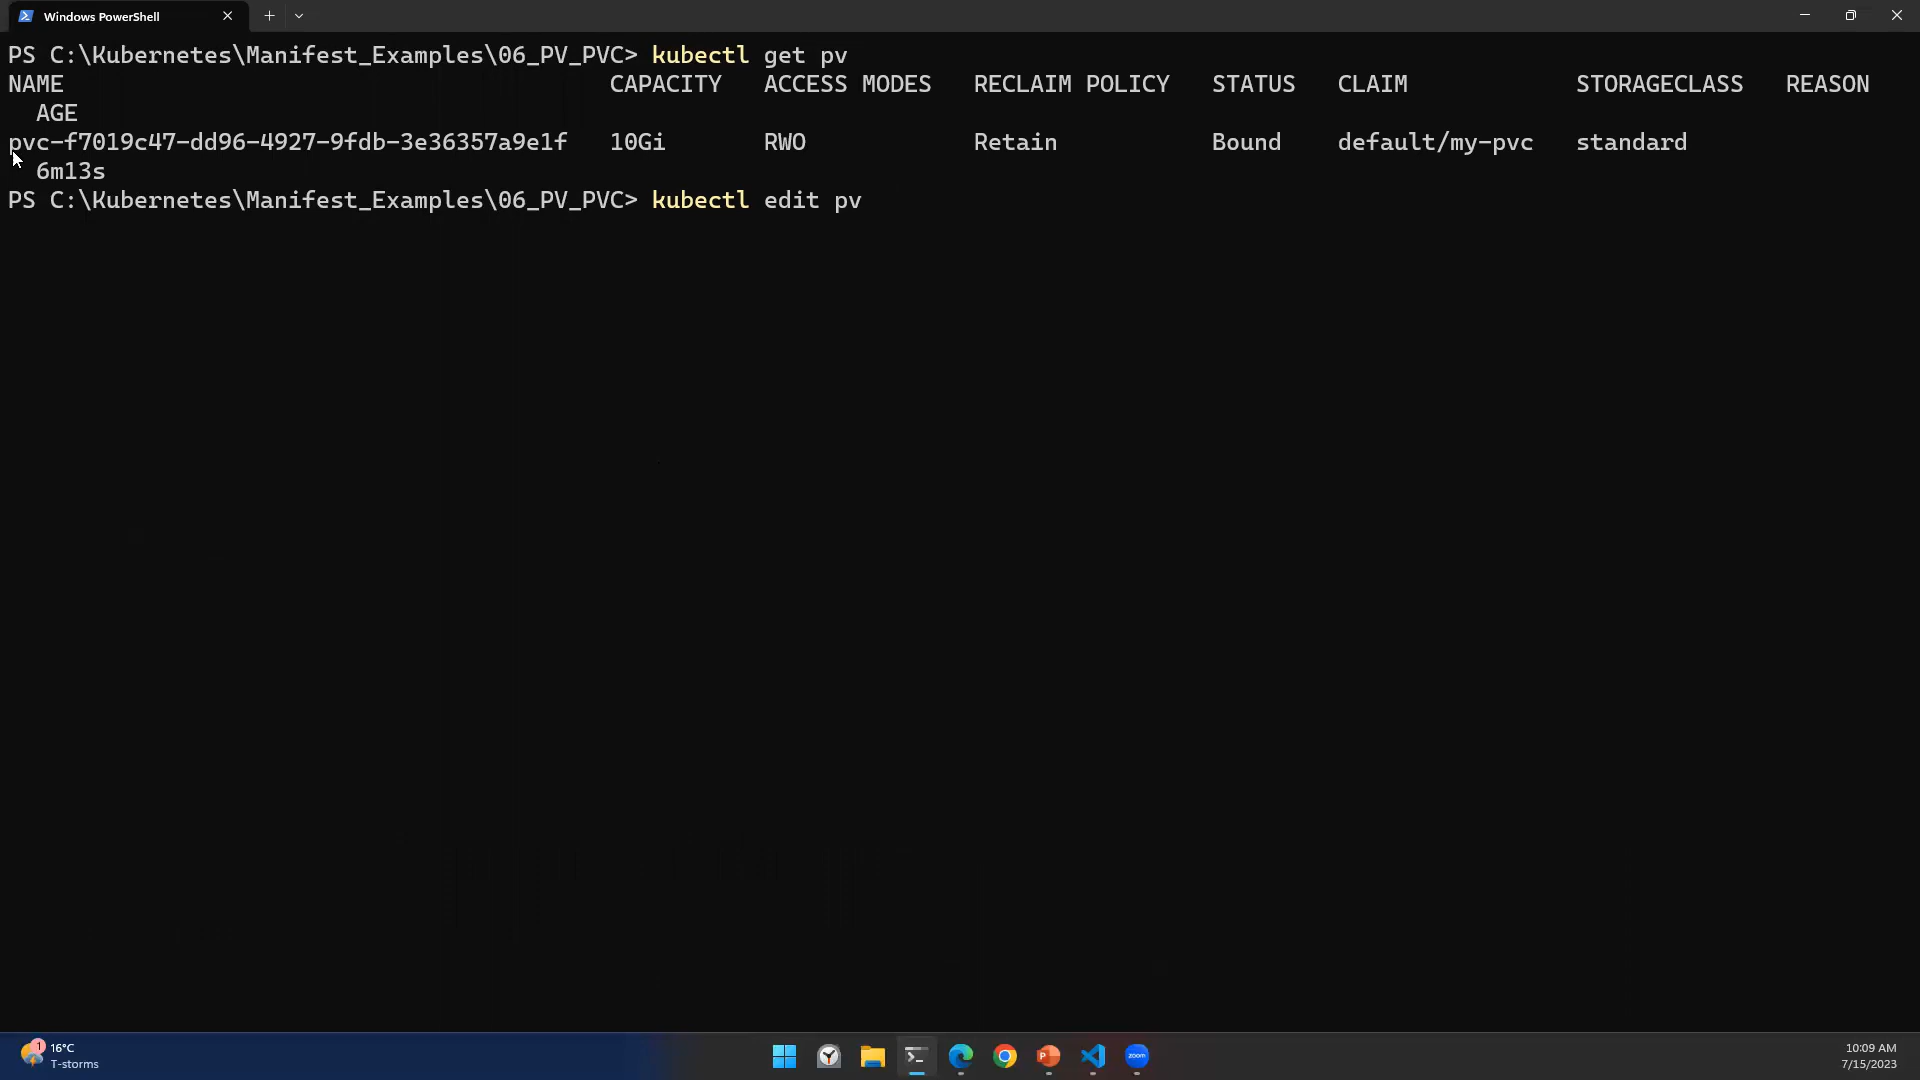 Windows PowerShell
PS C:\Kubernetes\Manifest_Examples\06_PV_PVC> kubectl get pv
NAME CAPACITY ACCESS MODES RECLAIM POLICY STATUS CLAIM STORAGECLASS REASON
AGE
pvc-f7019c47-dd96-4927-9fdb-3e36357a9e1f 10Gi RWO Retain Bound default/my-pvc standard
6m13s
PS C:\Kubernetes\Manifest_Examples\06_PV_PVC> kubectl edit pv
1
16°C
T-storms
P
zoom
10:09 AM
7/15/2023